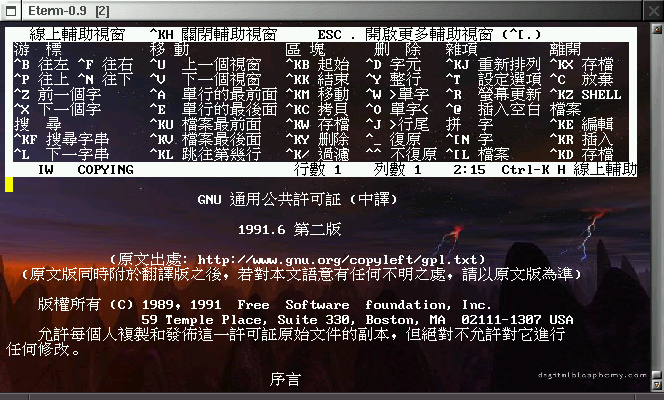 Eterm-0.9 [2]
線上輔助視窗 ^KH 關閉輔助視窗 ESC . 開啟更多輔助視窗 (^[.)
游 標 移 動 區 塊 刪 除 雜項 離開
^B 往左 ^F 往右 ^U 上一個視窗 ^KB 起始 ^D 字元 ^KJ 重新排列 ^KX 存檔
^P 往上 ^N 往下 ^V 下一個視窗 ^KK 結束 ^Y 整行 ^T 設定選項 ^C 放棄
^Z 前一個字 ^A 單行的最前面 ^KM 移動 ^W >單字 ^R 螢幕更新 ^KZ SHELL
^X 下一個字 ^E 單行的最後面 ^KC 拷貝 ^O 單字< ^@ 插入空白 檔案
搜 尋 ^KU 檔案最前面 ^KW 存檔 ^J >行尾 拼 字 ^KE 編輯
^KF 搜尋字串 ^KV 檔案最後面 ^KY 刪除 ^_ 復原 ^[N 字 ^KR 插入
^L 下一字串 ^KL 跳往第幾行 ^K/ 過濾 ^^ 不復原 ^[L 檔案 ^KD 存檔
IW COPYING 行數 1 列數 1 2:15 Ctrl-K H 線上輔助
GNU 通用公共許可証 (中譯)
1991.6 第二版
(原文出處: http://www.gnu.org/copyleft/gpl.txt)
(原文版同時附於翻譯版之後，若對本文語意有任何不明之處，請以原文版為準)
版權所有 (C) 1989, 1991 Free Software foundation, Inc.
59 Temple Place, Suite 330, Boston, MA 02111-1307 USA
允許每個人複製和發佈這一許可証原始文件的副本，但絕對不允許對它進行
任何修改。
序言
digitalblasphemy.com